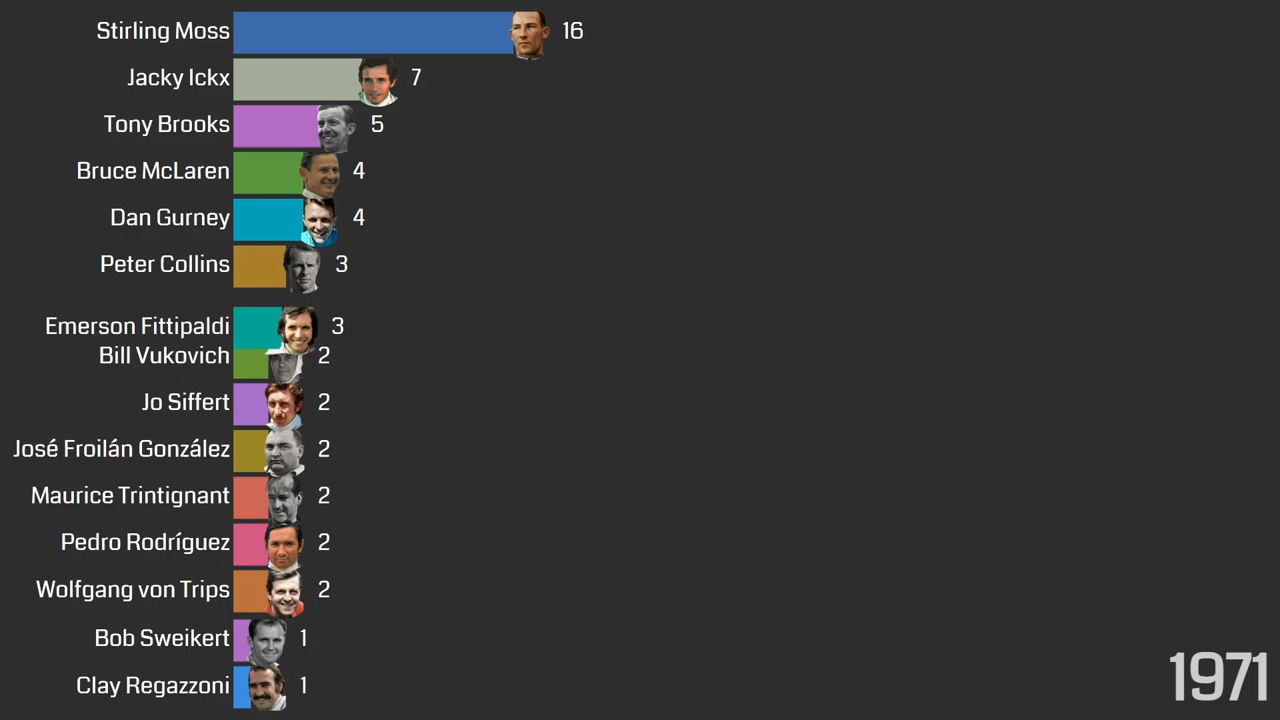 Stirling Moss 16
Jacky Ickx 7
Tony Brooks 5
Bruce McLaren 4
Dan Gurney 4
Peter Collins 3
Emerson Fittipaldi 3
Bill Vukovich 2
Jo Siffert 2
José Froilán González 2
Maurice Trintignant 2
Pedro Rodríguez 2
Wolfgang von Trips 2
Bob Sweikert 1
Clay Regazzoni 1
1971